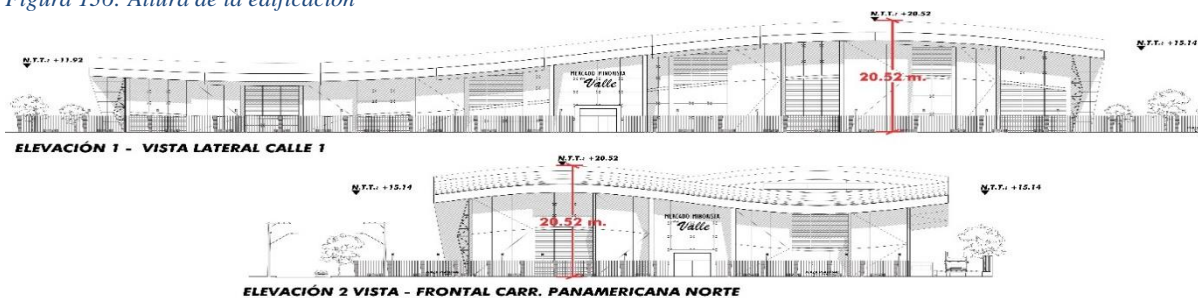 Figura 136: Altura de la edificación
N.T.T.: +20.52
N.T.T.: +15.14
N.T.T.: +11.92
MERCADO MINORISTA
Valle
20.52 m.
ELEVACIÓN 1 - VISTA LATERAL CALLE 1
N.T.T.: +20.52
N.T.T.: +15.14
N.T.T.: +15.14
MERCADO MINORISTA
Valle
20.52 m.
ELEVACIÓN 2 VISTA - FRONTAL CARR. PANAMERICANA NORTE